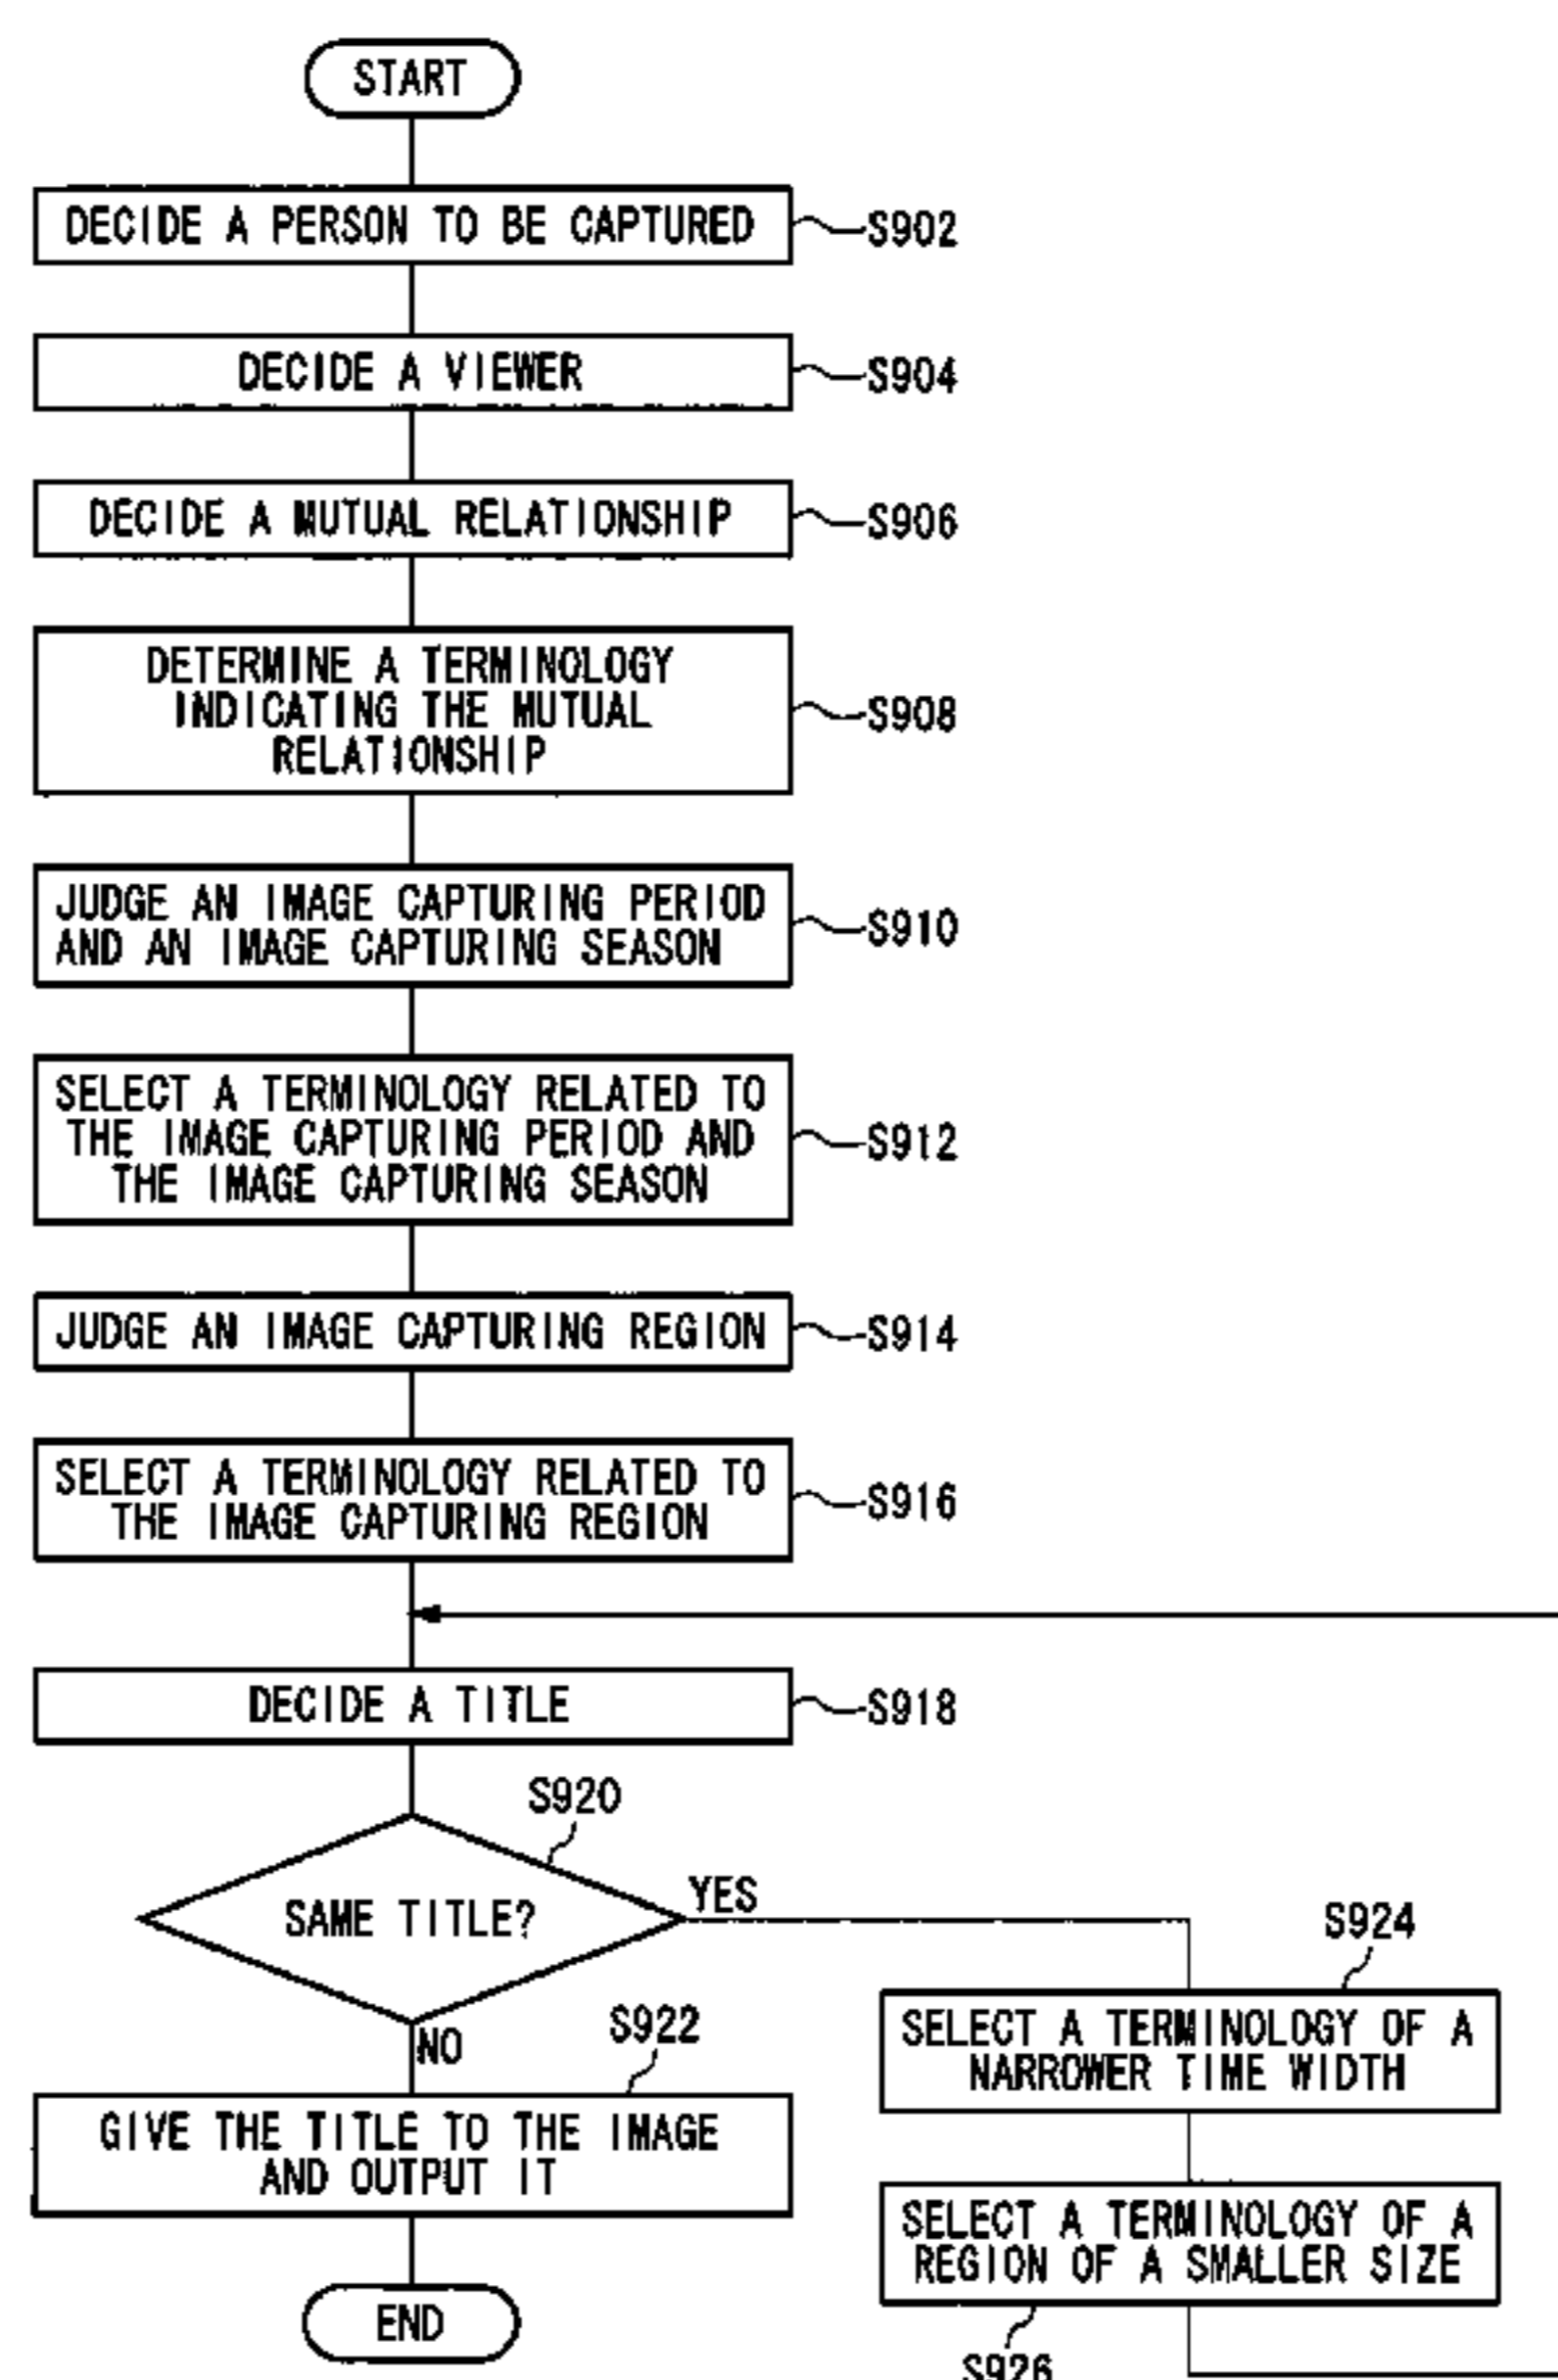 START
DECIDE A PERSON TO BE CAPTURED
S902
DECIDE A VIEWER
S904
DECIDE A MUTUAL RELATIONSHIP
S906
DETERMINE A TERMINOLOGY
INDICATING THE MUTUAL
RELATIONSHIP
S908
JUDGE AN IMAGE CAPTURING PERIOD
AND AN IMAGE CAPTURING SEASON
S910
SELECT A TERMINOLOGY RELATED TO
THE IMAGE CAPTURING PERIOD AND
THE IMAGE CAPTURING SEASON
S912
JUDGE AN IMAGE CAPTURING REGION
S914
SELECT A TERMINOLOGY RELATED TO
THE IMAGE CAPTURING REGION
S916
DECIDE A TITLE
S918
S920
SAME TITLE?
YES
NO
S922
GIVE THE TITLE TO THE IMAGE
AND OUTPUT IT
END
S924
SELECT A TERMINOLOGY OF A
NARROWER TIME WIDTH
SELECT A TERMINOLOGY OF A
REGION OF A SMALLER SIZE
S926